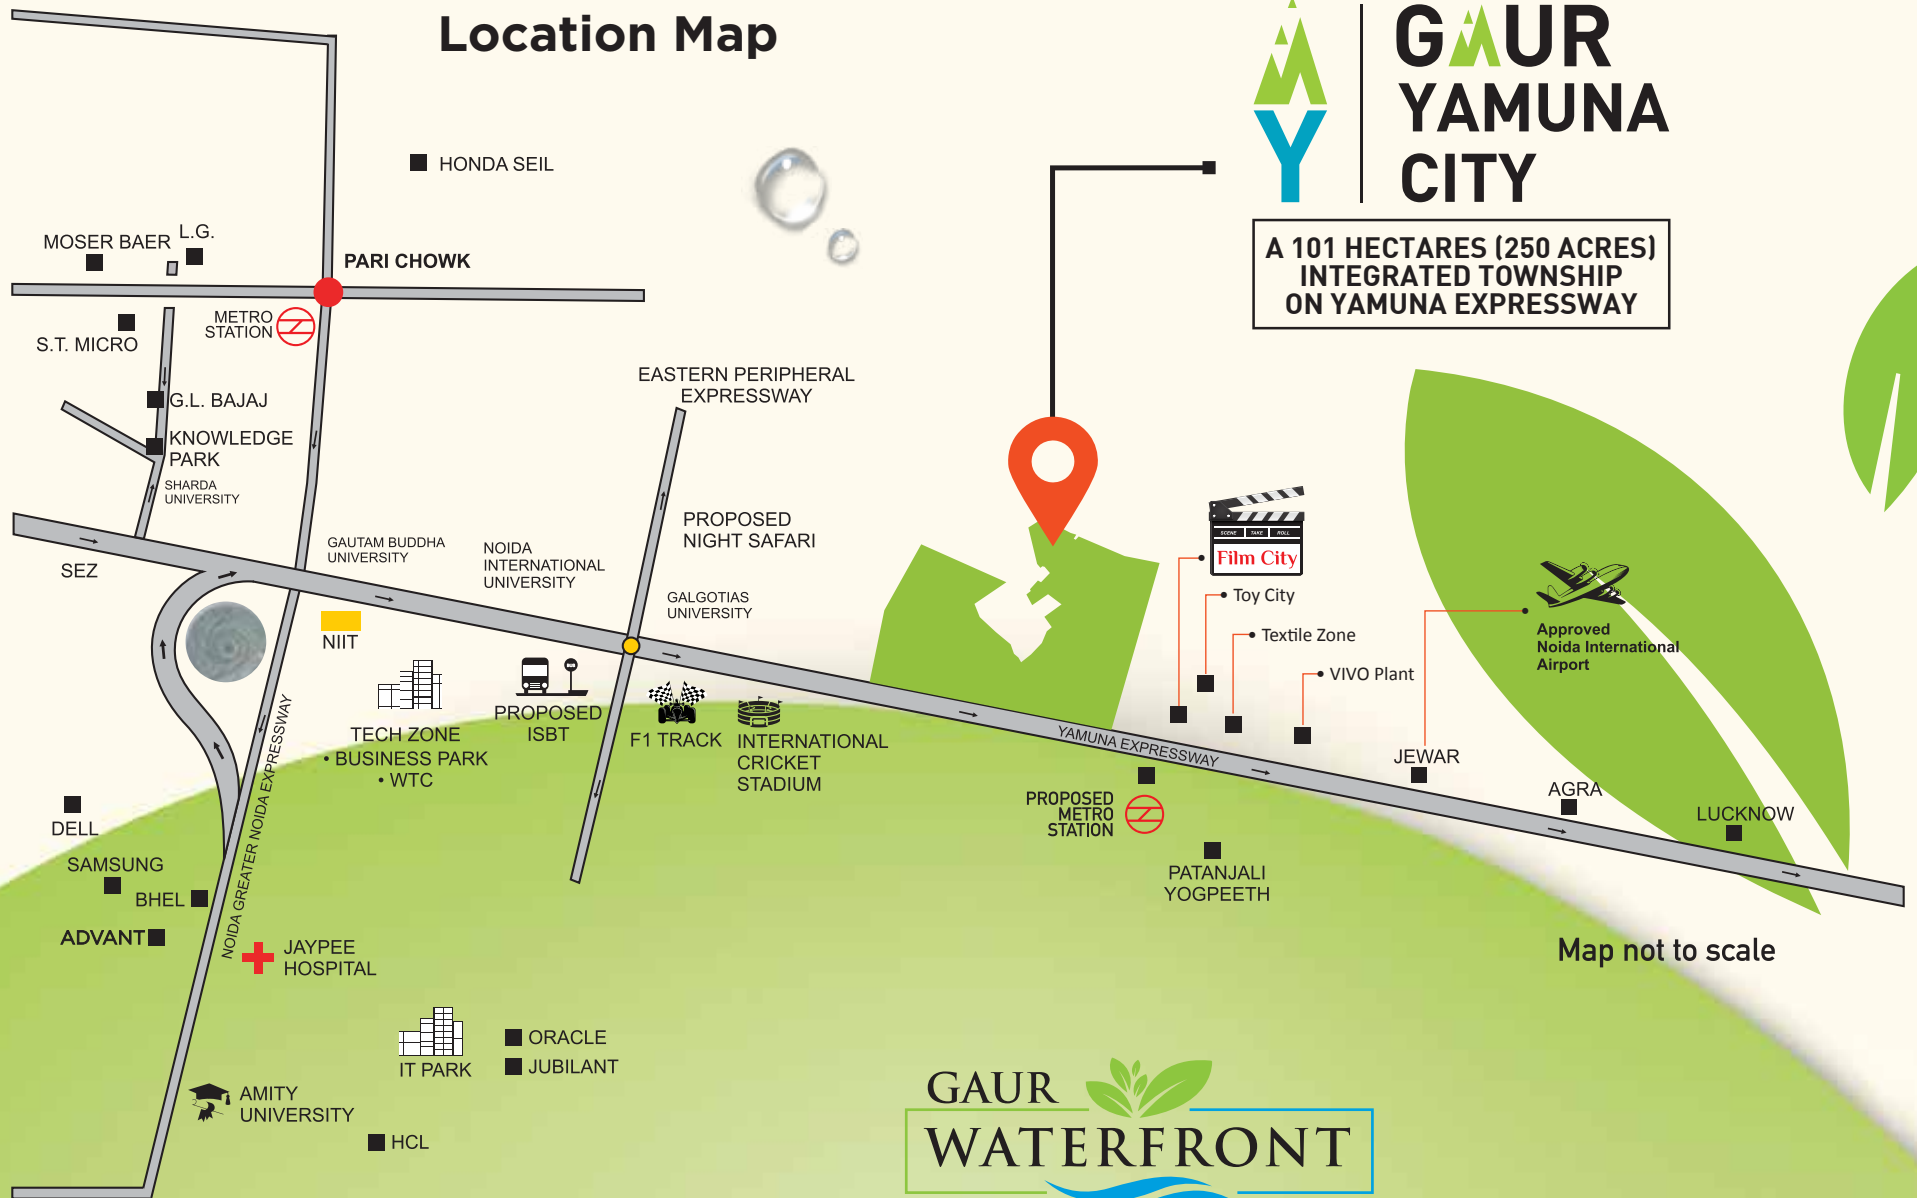 Location Map
GAUR
YAMUNA
CITY
A 101 HECTARES (250 ACRES)
INTEGRATED TOWNSHIP
ON YAMUNA EXPRESSWAY
HONDA SEIL
MOSER BAER
L.G.
PARI CHOWK
METRO
STATION
S.T. MICRO
G.L. BAJAJ
KNOWLEDGE
PARK
SHARDA
UNIVERSITY
EASTERN PERIPHERAL
EXPRESSWAY
PROPOSED
NIGHT SAFARI
SEZ
GAUTAM BUDDHA
UNIVERSITY
NOIDA
INTERNATIONAL
UNIVERSITY
GALGOTIAS
UNIVERSITY
SCENE TAKE ROLL
Film City
Toy City
Textile Zone
VIVO Plant
Approved
Noida International
Airport
NIIT
TECH ZONE
• BUSINESS PARK
• WTC
PROPOSED
ISBT
F1 TRACK
INTERNATIONAL
CRICKET
STADIUM
YAMUNA EXPRESSWAY
JEWAR
AGRA
LUCKNOW
PROPOSED
METRO
STATION
PATANJALI
YOGPEETH
NOIDA GREATER NOIDA EXPRESSWAY
DELL
SAMSUNG
BHEL
ADVANT
JAYPEE
HOSPITAL
Map not to scale
IT PARK
ORACLE
JUBILANT
AMITY
UNIVERSITY
HCL
GAUR
WATERFRONT